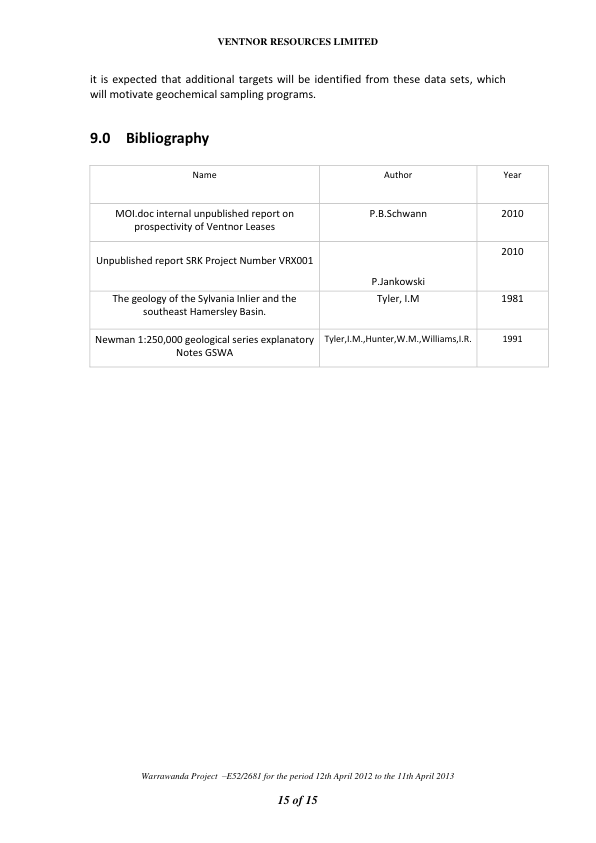 VENTNOR RESOURCES LIMITED
it is expected that additional targets will be identified from these data sets, which
will motivate geochemical sampling programs.
9.0 Bibliography
Name Author Year
MOI.doc internal unpublished report on
prospectivity of Ventnor Leases
P.B.Schwann 2010
Unpublished report SRK Project Number VRX001
P.Jankowski
2010
The geology of the Sylvania Inlier and the
southeast Hamersley Basin.
Tyler, I.M 1981
Newman 1:250,000 geological series explanatory
Notes GSWA
Tyler,I.M.,Hunter,W.M.,Williams,I.R. 1991
Warrawanda Project –E52/2681 for the period 12th April 2012 to the 11th April 2013
15 of 15